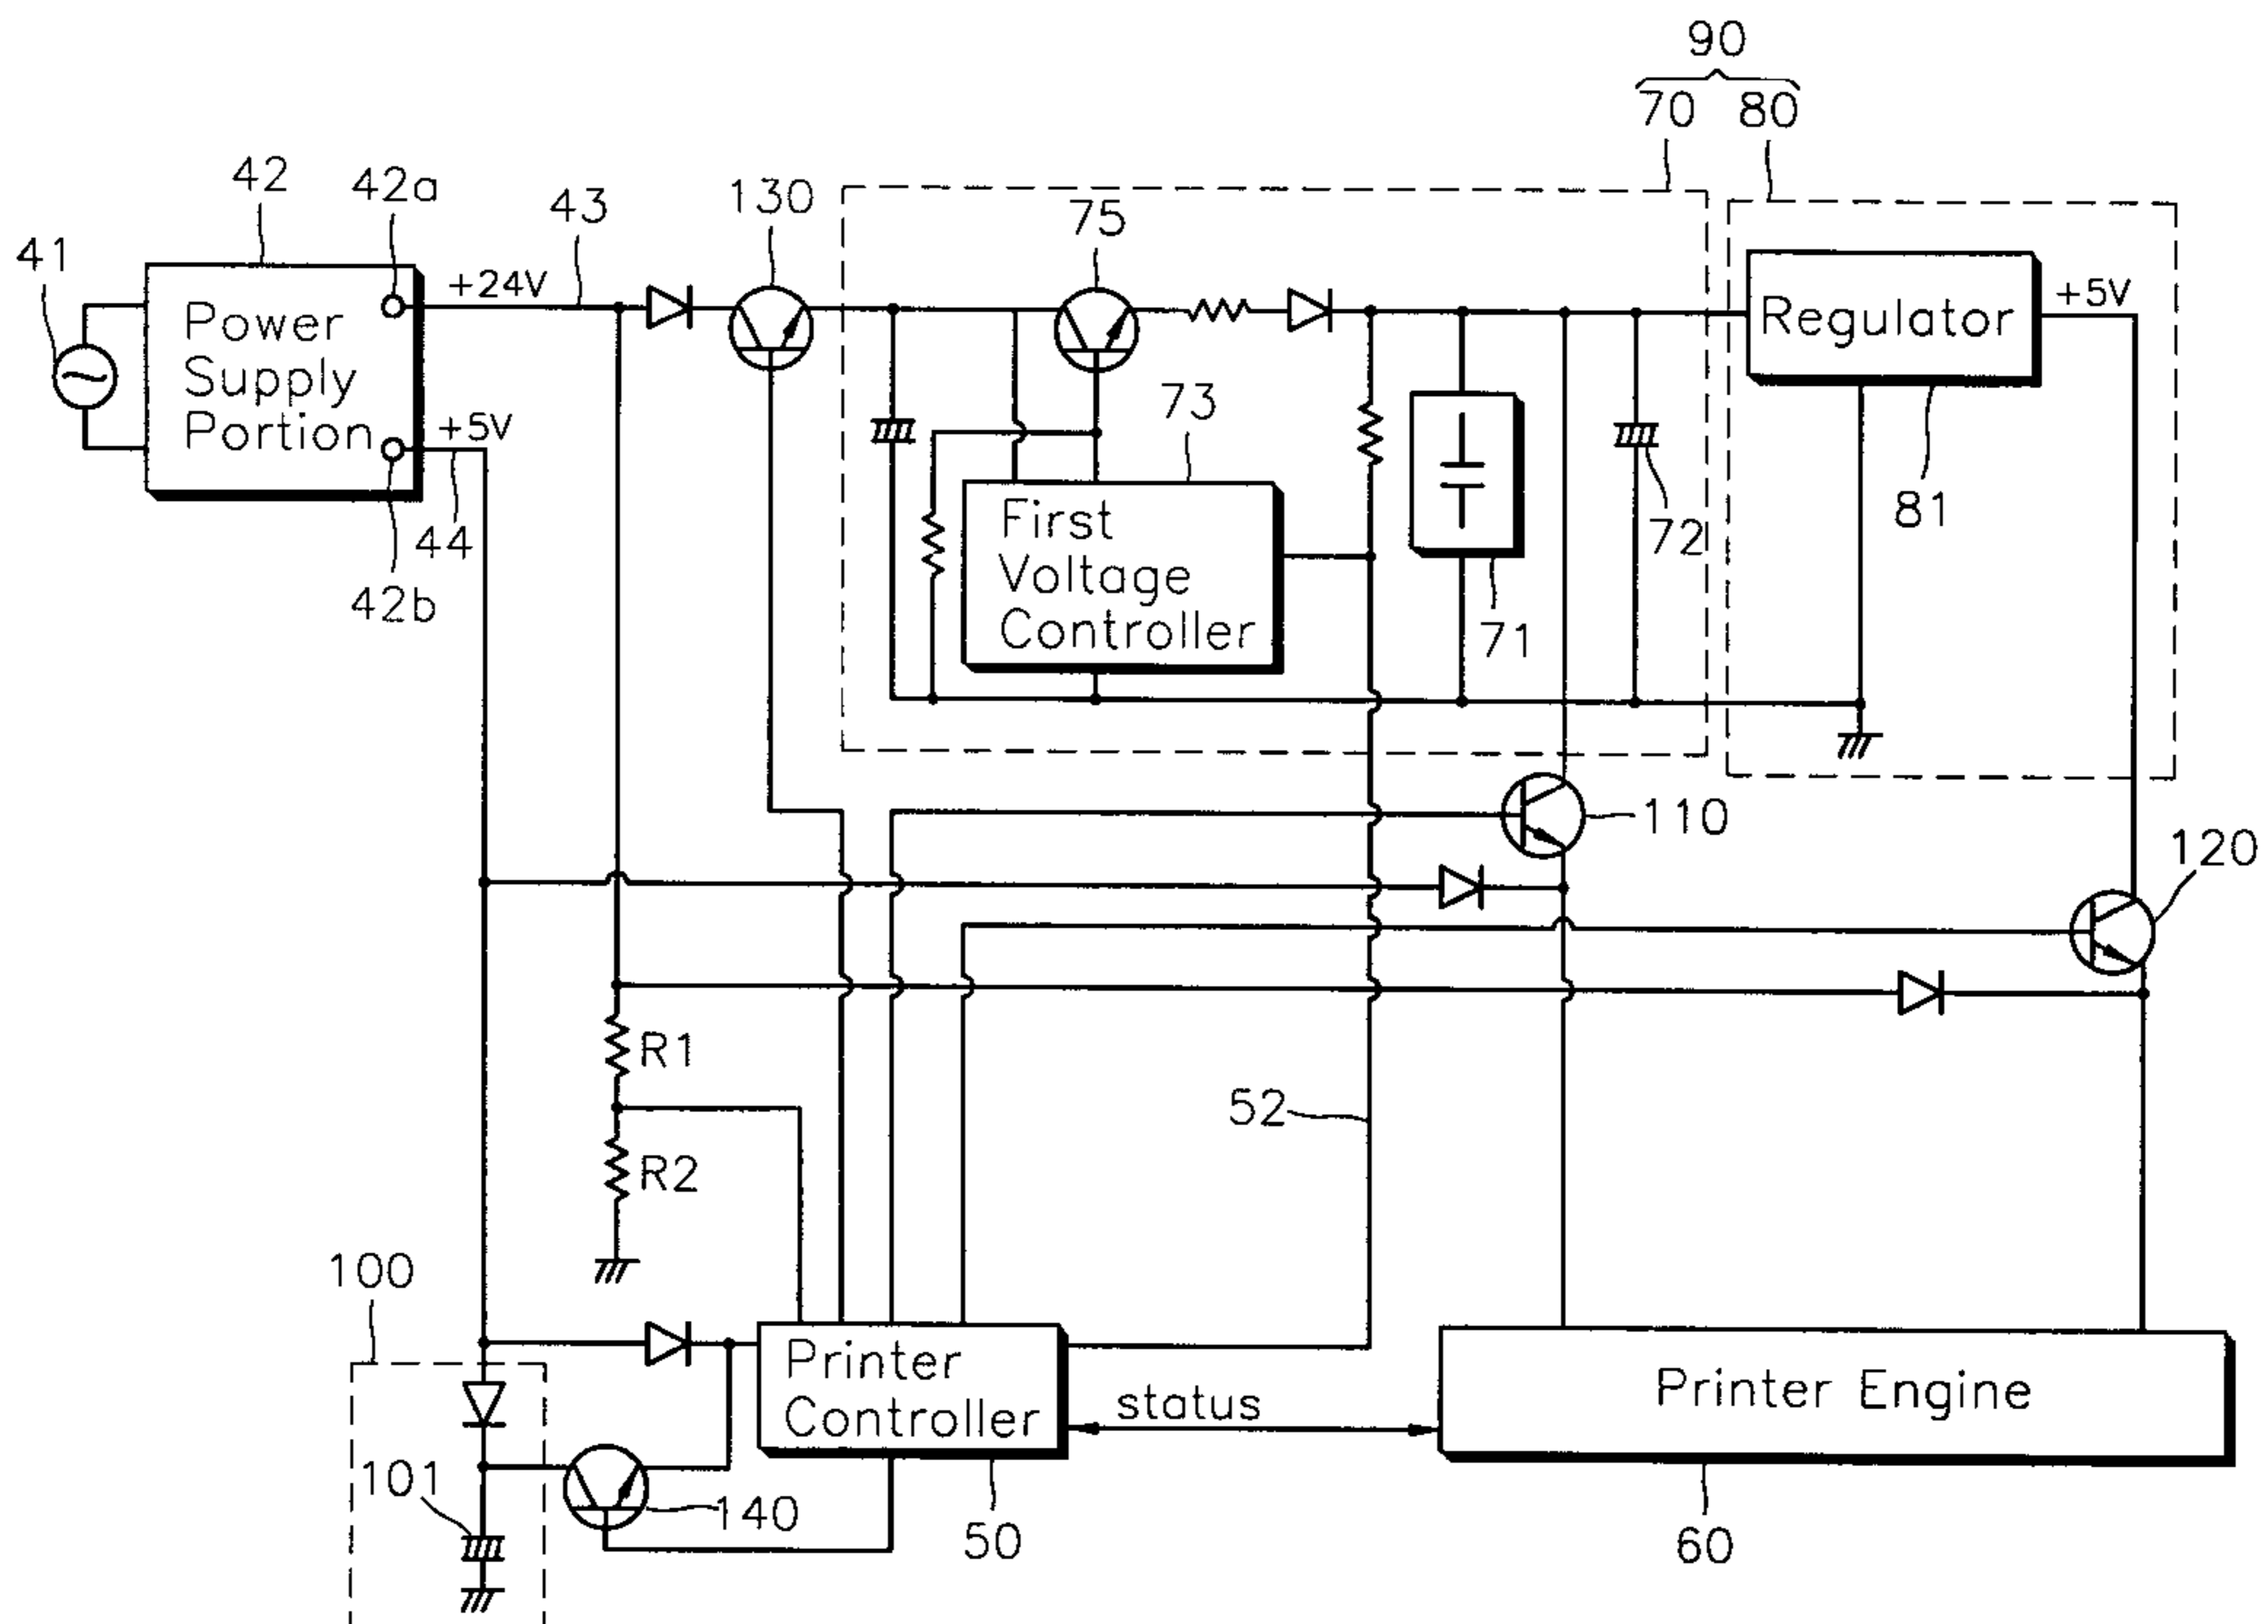 90
70 80
42
42a
43
130
75
41
+24V
Power
Supply
Portion
Regulator
+5V
+5V
73
44
42b
First
Voltage
Controller
72
81
71
110
120
R1
52
R2
100
Printer
Controller
status
Printer Engine
101
140
50
60